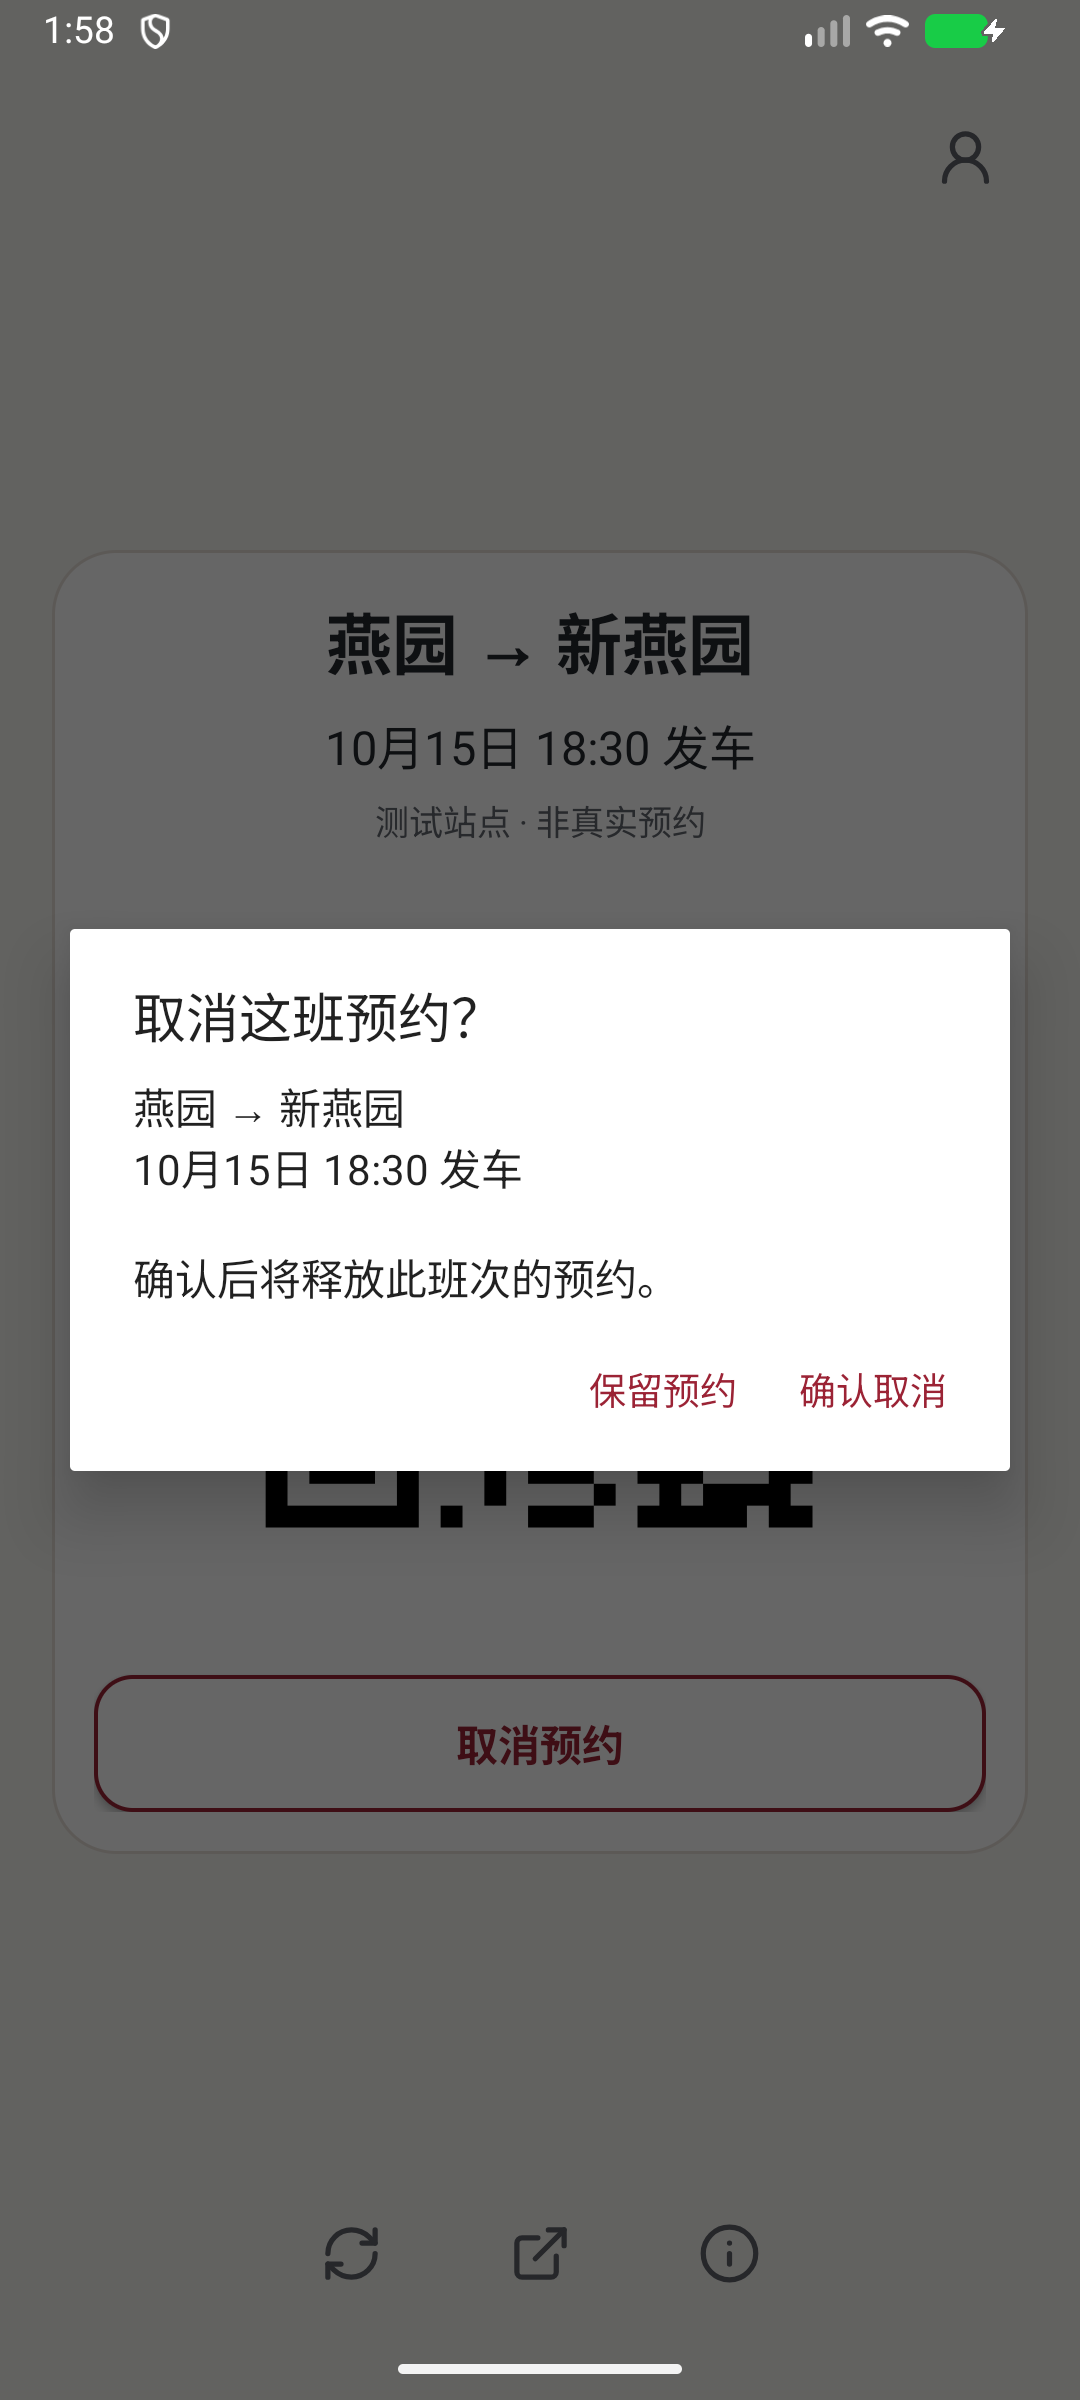 1:58
燕园 → 新燕园
10月15日 18:30 发车
测试站点 · 非真实预约
取消这班预约？
燕园 → 新燕园
10月15日 18:30 发车
确认后将释放此班次的预约。
保留预约 确认取消
取消预约